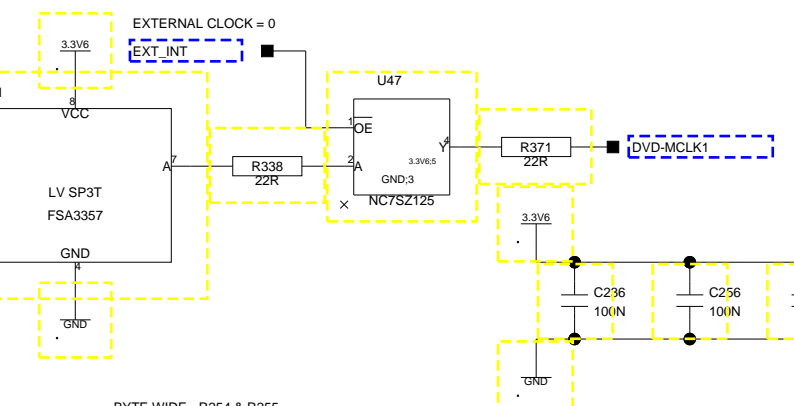 EXTERNAL CLOCK = 0
3.3V6
EXT_INT
U47
8
VCC
1
OE
4
Y
7
A
R338
22R
2
A
3.3V6;5
GND;3
NC7SZ125
R371
22R
DVD-MCLK1
LV SP3T
FSA3357
GND
4
GND
3.3V6
C236
100N
C256
100N
GND